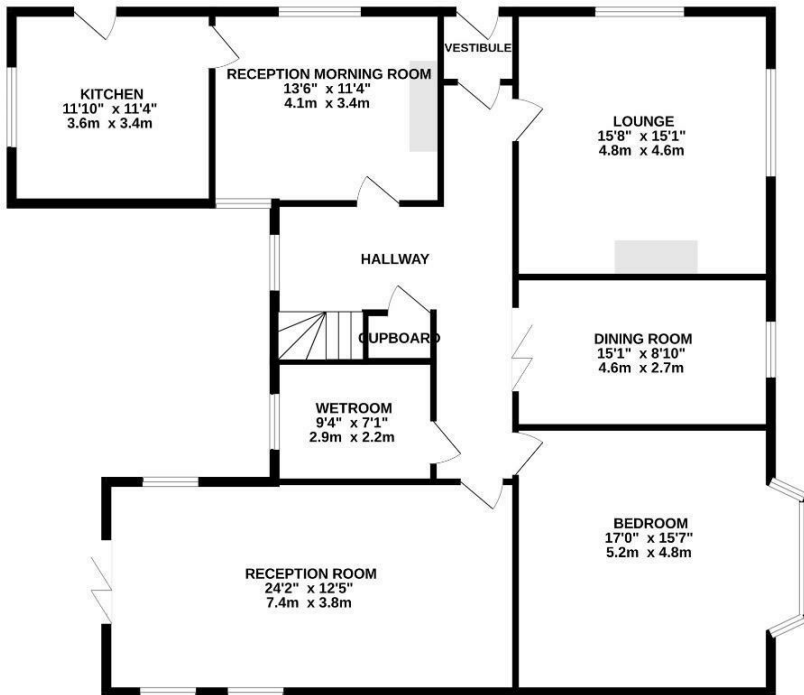 KITCHEN
11'10" x 11'4"
3.6m x 3.4m
RECEPTION MORNING ROOM
13'6" x 11'4"
4.1m x 3.4m
VESTIBULE
LOUNGE
15'8" x 15'1"
4.8m x 4.6m
HALLWAY
CUPBOARD
DINING ROOM
15'1" x 8'10"
4.6m x 2.7m
WETROOM
9'4" x 7'1"
2.9m x 2.2m
BEDROOM
17'0" x 15'7"
5.2m x 4.8m
RECEPTION ROOM
24'2" x 12'5"
7.4m x 3.8m